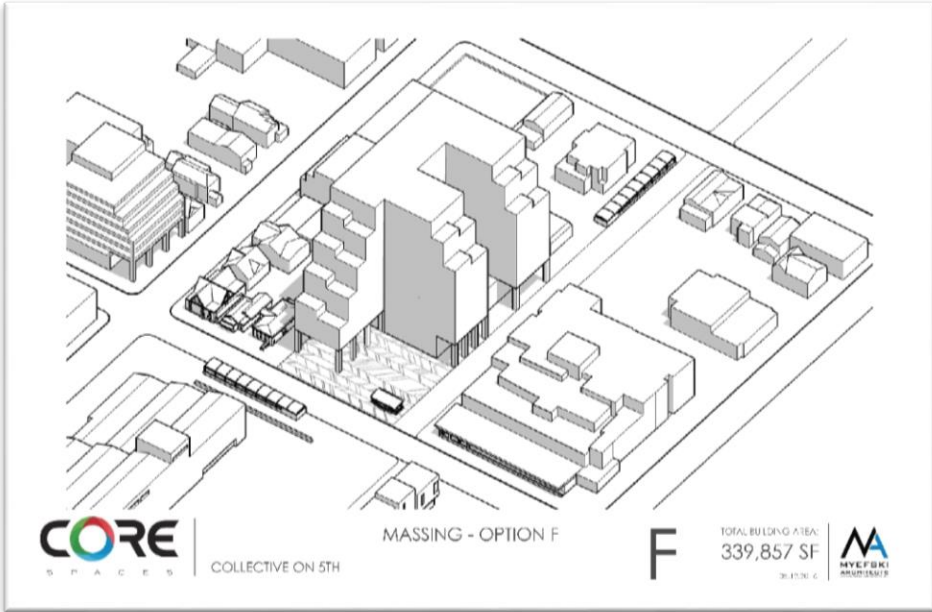 CORE
SPACES
COLLECTIVE ON 5TH
MASSING - OPTION F
F
TOTAL BUILDING AREA:
339,857 SF
MA
MYEFSKI
ARCHITECTS